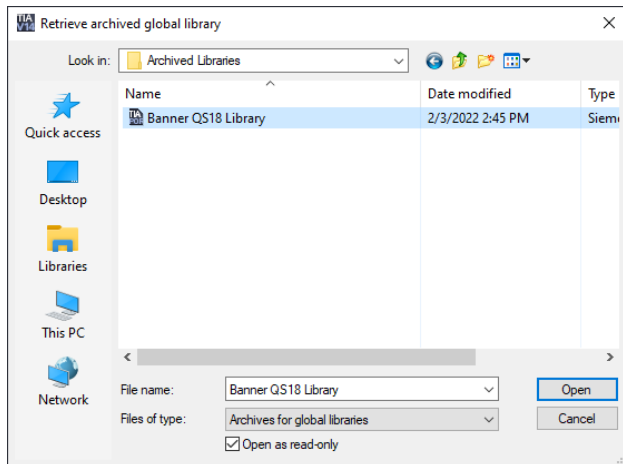 Retrieve archived global library
Look in: Archived Libraries
Name Date modified Type
Banner QS18 Library 2/3/2022 2:45 PM Sieme
Quick access
Desktop
Libraries
This PC
Network
File name: Banner QS18 Library Open
Files of type: Archives for global libraries Cancel
Open as read-only